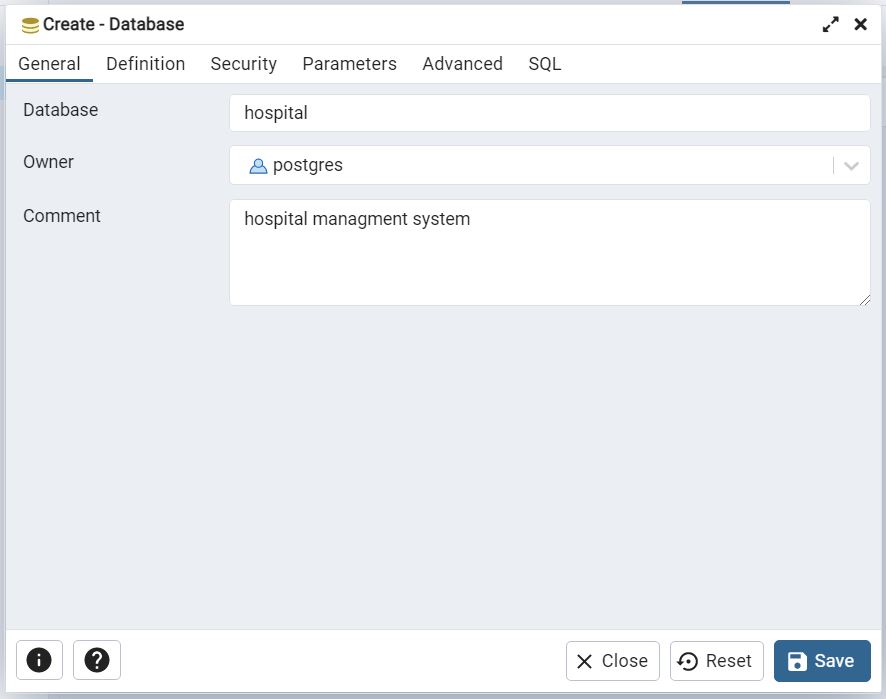 Create - Database
General Definition Security Parameters Advanced SQL
Database hospital
Owner postgres
Comment hospital managment system
Close Reset Save